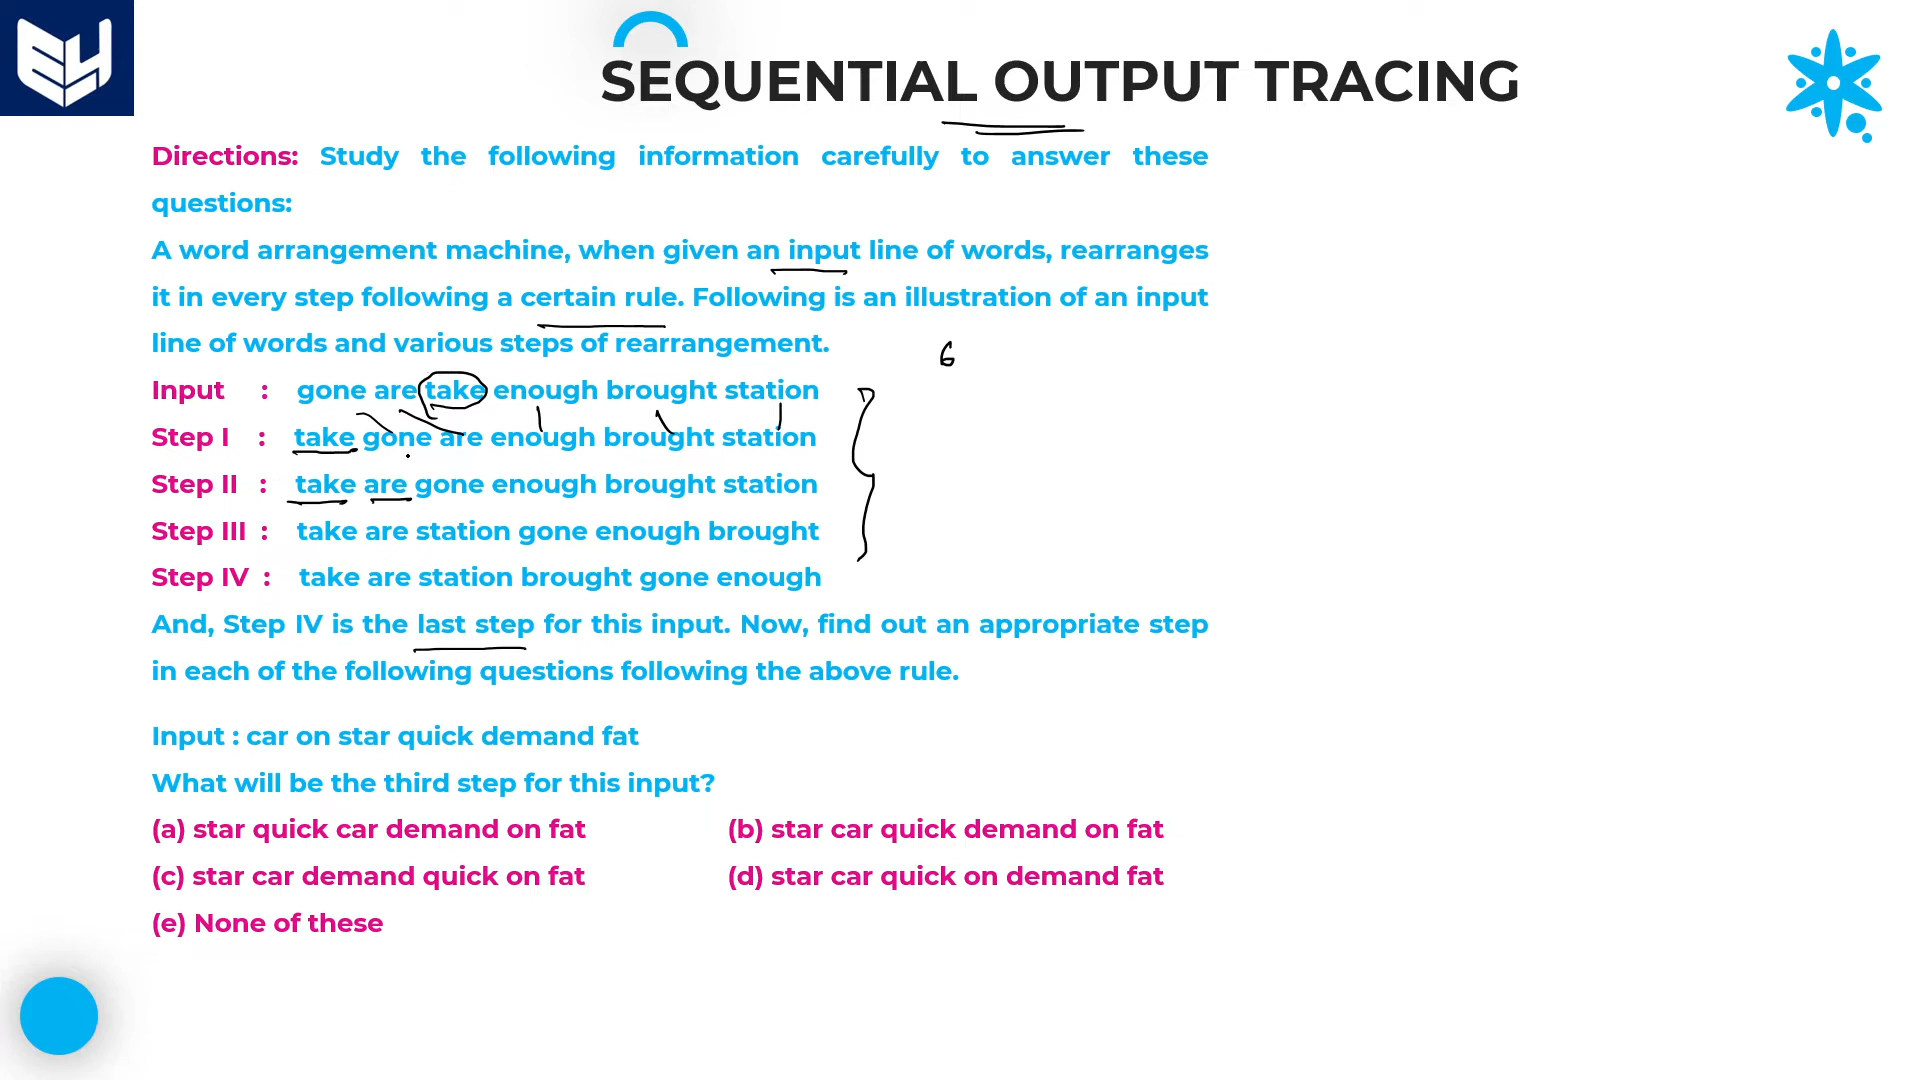 SEQUENTIAL OUTPUT TRACING
Directions: Study the following information carefully to answer these
questions:
A word arrangement machine, when given an input line of words, rearranges
it in every step following a certain rule. Following is an illustration of an input
line of words and various steps of rearrangement.
6
Input : gone are take enough brought station
Step I : take gone are enough brought station
Step II : take are gone enough brought station
Step III : take are station gone enough brought
Step IV : take are station brought gone enough
And, Step IV is the last step for this input. Now, find out an appropriate step
in each of the following questions following the above rule.
Input : car on star quick demand fat
What will be the third step for this input?
(a) star quick car demand on fat (b) star car quick demand on fat
(c) star car demand quick on fat (d) star car quick on demand fat
(e) None of these